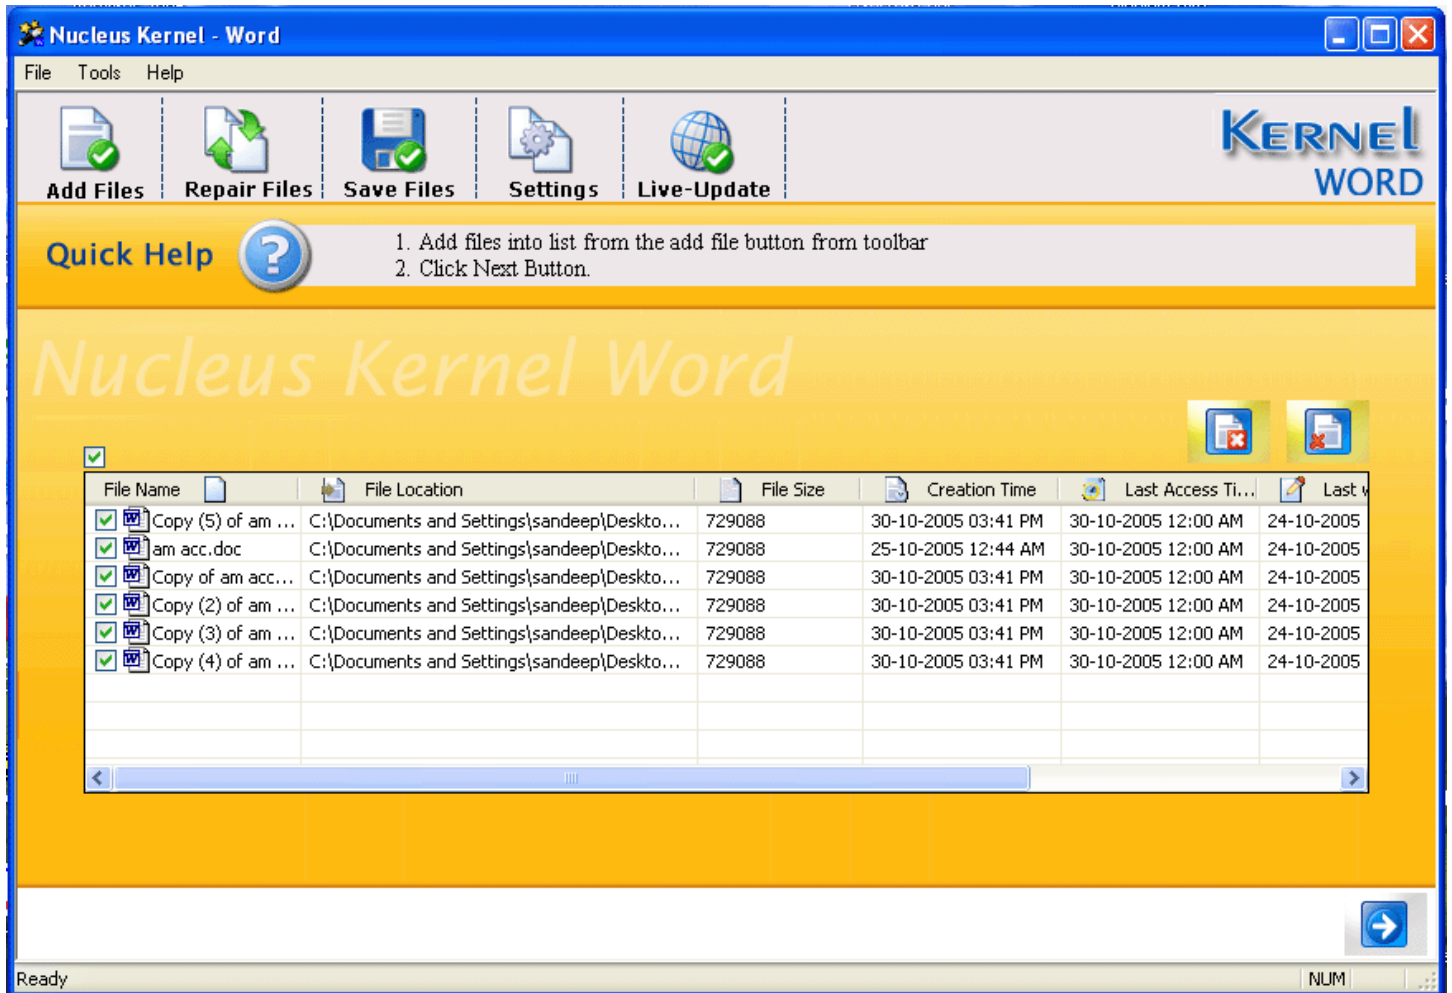 Nucleus Kernel - Word
File Tools Help
Add Files Repair Files Save Files Settings Live-Update
KERNEL
WORD
Quick Help ? 1. Add files into list from the add file button from toolbar
2. Click Next Button.
Nucleus Kernel Word
File Name File Location File Size Creation Time Last Access Ti... Last
Copy (5) of am ... C:\Documents and Settings\sandeep\Deskto... 729088 30-10-2005 03:41 PM 30-10-2005 12:00 AM 24-10-2005
am acc.doc C:\Documents and Settings\sandeep\Deskto... 729088 25-10-2005 12:44 AM 30-10-2005 12:00 AM 24-10-2005
Copy of am acc... C:\Documents and Settings\sandeep\Deskto... 729088 30-10-2005 03:41 PM 30-10-2005 12:00 AM 24-10-2005
Copy (2) of am ... C:\Documents and Settings\sandeep\Deskto... 729088 30-10-2005 03:41 PM 30-10-2005 12:00 AM 24-10-2005
Copy (3) of am ... C:\Documents and Settings\sandeep\Deskto... 729088 30-10-2005 03:41 PM 30-10-2005 12:00 AM 24-10-2005
Copy (4) of am ... C:\Documents and Settings\sandeep\Deskto... 729088 30-10-2005 03:41 PM 30-10-2005 12:00 AM 24-10-2005
Ready NUM